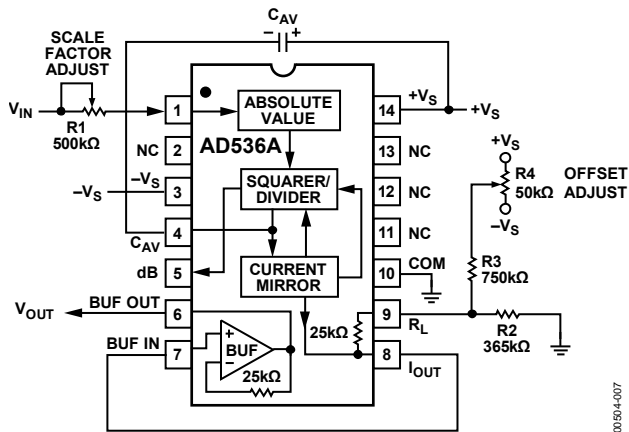 C_AV
− +
SCALE
FACTOR
ADJUST
V_IN
R1
500kΩ
1
ABSOLUTE
VALUE
14
+V_S
+V_S
AD536A
NC
2
13
NC
−V_S
−V_S
3
SQUARER/
DIVIDER
12
NC
4
C_AV
11
NC
dB
5
CURRENT
MIRROR
10
COM
V_OUT
BUF OUT
6
25kΩ
9
R_L
BUF IN
7
+
BUF
−
25kΩ
8
I_OUT
+V_S
R4
50kΩ
OFFSET
ADJUST
−V_S
R3
750kΩ
R2
365kΩ
00504-007